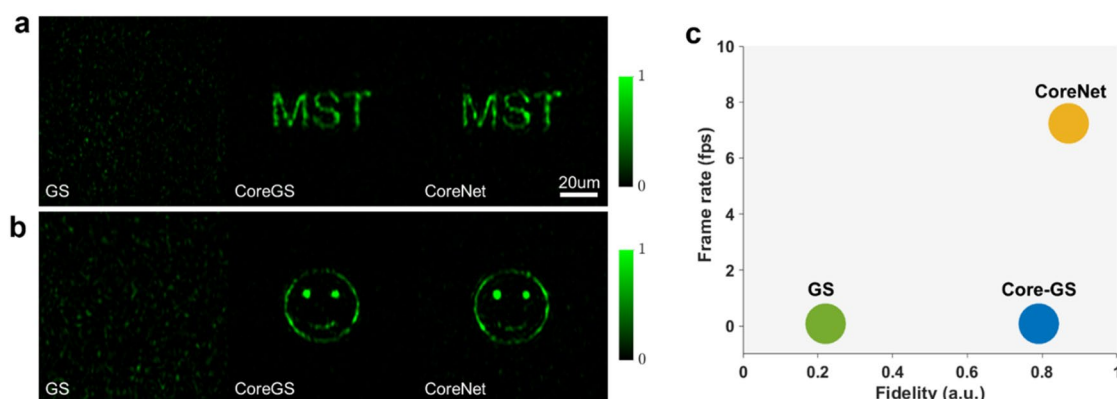 a
MST
MST
GS
CoreGS
CoreNet
20um
1
0
b
GS
CoreGS
CoreNet
1
0
c
10
8
6
4
2
0
Frame rate (fps)
CoreNet
GS
Core-GS
0 0.2 0.4 0.6 0.8 1
Fidelity (a.u.)